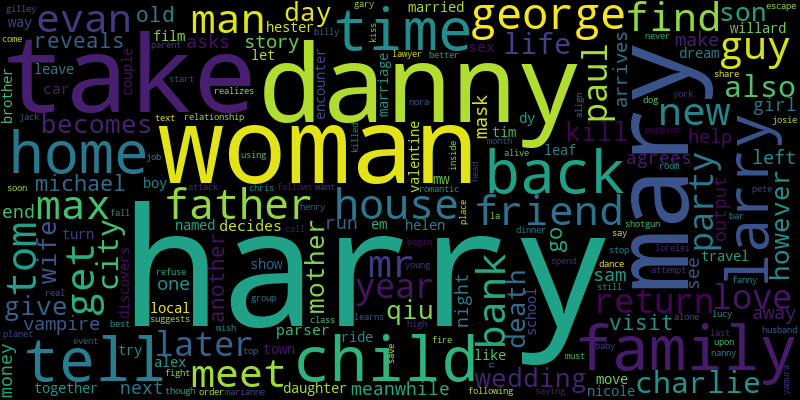 evan old man day time george find son
way reveals film asks hester gary kiss married willard never escape
gilley come parent couple story let sex life billy lawyer better make dream guy
take danny paul arrives also girl
brother leave car encounter marriage nora share york dog josie
becomes realizes mask new
jack start text relationship tim kill help poppins
home job woman using killed valentine dy align agrees room left
soon michael boy attack chris follows want alive leaf back mary larry pete
inside month head romantic mw
end max father house friend party output however
fall named henry em la place shotgun bar
tom wife turn city decides run helen go say lorelei travel
get discovers another mother call begin dinner stop see
real show mr night death sam fanny
give one harry year qiu bank school dance still attempt return love away
vampire best local suggests group class learns young high spend visit lucy alone husband
planet event wish parser fire must last upon
tell later town ride save like family baby nanny
money try alex fight top child n wedding move
together next though order marianne daughter meanwhile following saying nicole charlie yamura
meet